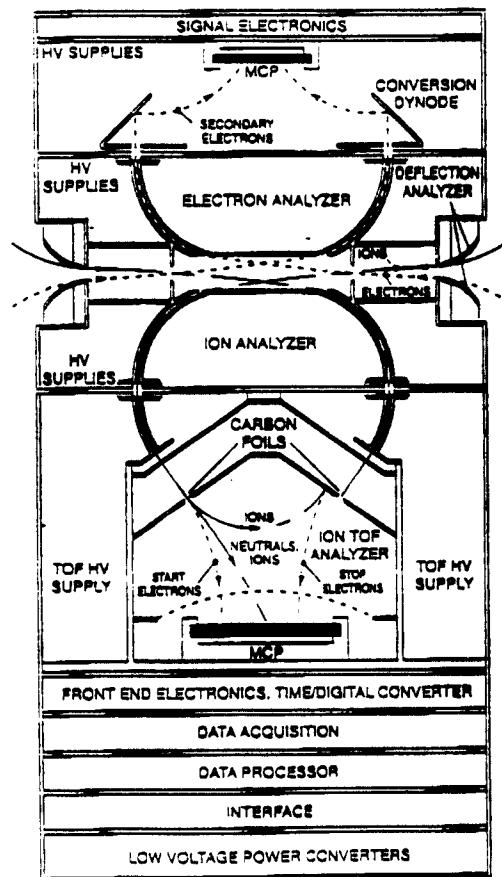 SIGNAL ELECTRONICS
HV SUPPLIES
MCP
CONVERSION
DYNODE
SECONDARY
ELECTRONS
HV
SUPPLIES
DEFLECTION
ANALYZER
ELECTRON ANALYZER
IONS
ELECTRONS
ION ANALYZER
HV
SUPPLIES
CARBON
FOILS
IONS
NEUTRALS,
IONS
ION TOF
ANALYZER
TOF HV
SUPPLY
START
ELECTRONS
STOP
ELECTRONS
TOF HV
SUPPLY
MCP
FRONT END ELECTRONICS, TIME/DIGITAL CONVERTER
DATA ACQUISITION
DATA PROCESSOR
INTERFACE
LOW VOLTAGE POWER CONVERTERS